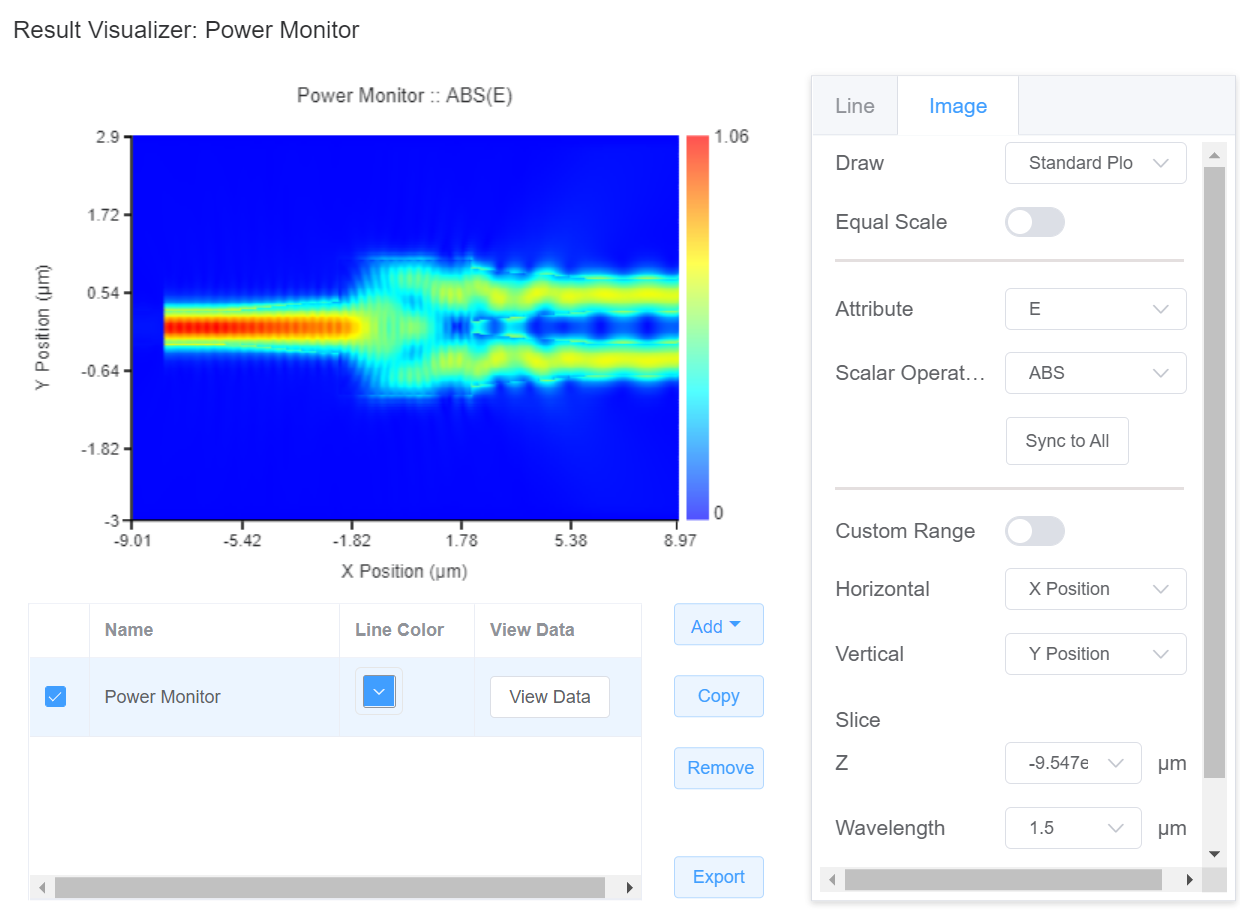 Result Visualizer: Power Monitor
Power Monitor :: ABS(E)
2.9
1.72
0.54
-0.64
-1.82
-3
Y Position (μm)
-9.01 -5.42 -1.82 1.78 5.38 8.97
X Position (μm)
1.06
0
Name Line Color View Data
Power Monitor View Data
Add
Copy
Remove
Export
Line Image
Draw Standard Plo
Equal Scale
Attribute E
Scalar Operat... ABS
Sync to All
Custom Range
Horizontal X Position
Vertical Y Position
Slice
Z -9.547e μm
Wavelength 1.5 μm